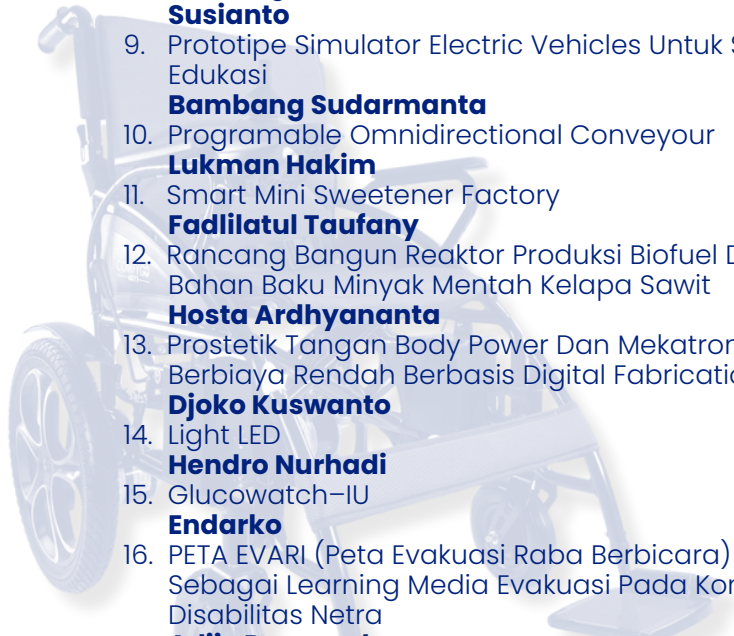 Susianto
9. Prototipe Simulator Electric Vehicles Untuk
Edukasi
Bambang Sudarmanta
10. Programable Omnidirectional Conveyour
Lukman Hakim
11. Smart Mini Sweetener Factory
Fadlilatul Taufany
12. Rancang Bangun Reaktor Produksi Biofuel
Bahan Baku Minyak Mentah Kelapa Sawit
Hosta Ardhyananta
13. Prostetik Tangan Body Power Dan
Berbiaya Rendah Berbasis Digital
Djoko Kuswanto
14. Light LED
Hendro Nurhadi
15. Glucowatch–IU
Endarko
16. PETA EVARI (Peta Evakuasi Raba Berbicara)
Sebagai Learning Media Evakuasi Pada
Disabilitas Netra